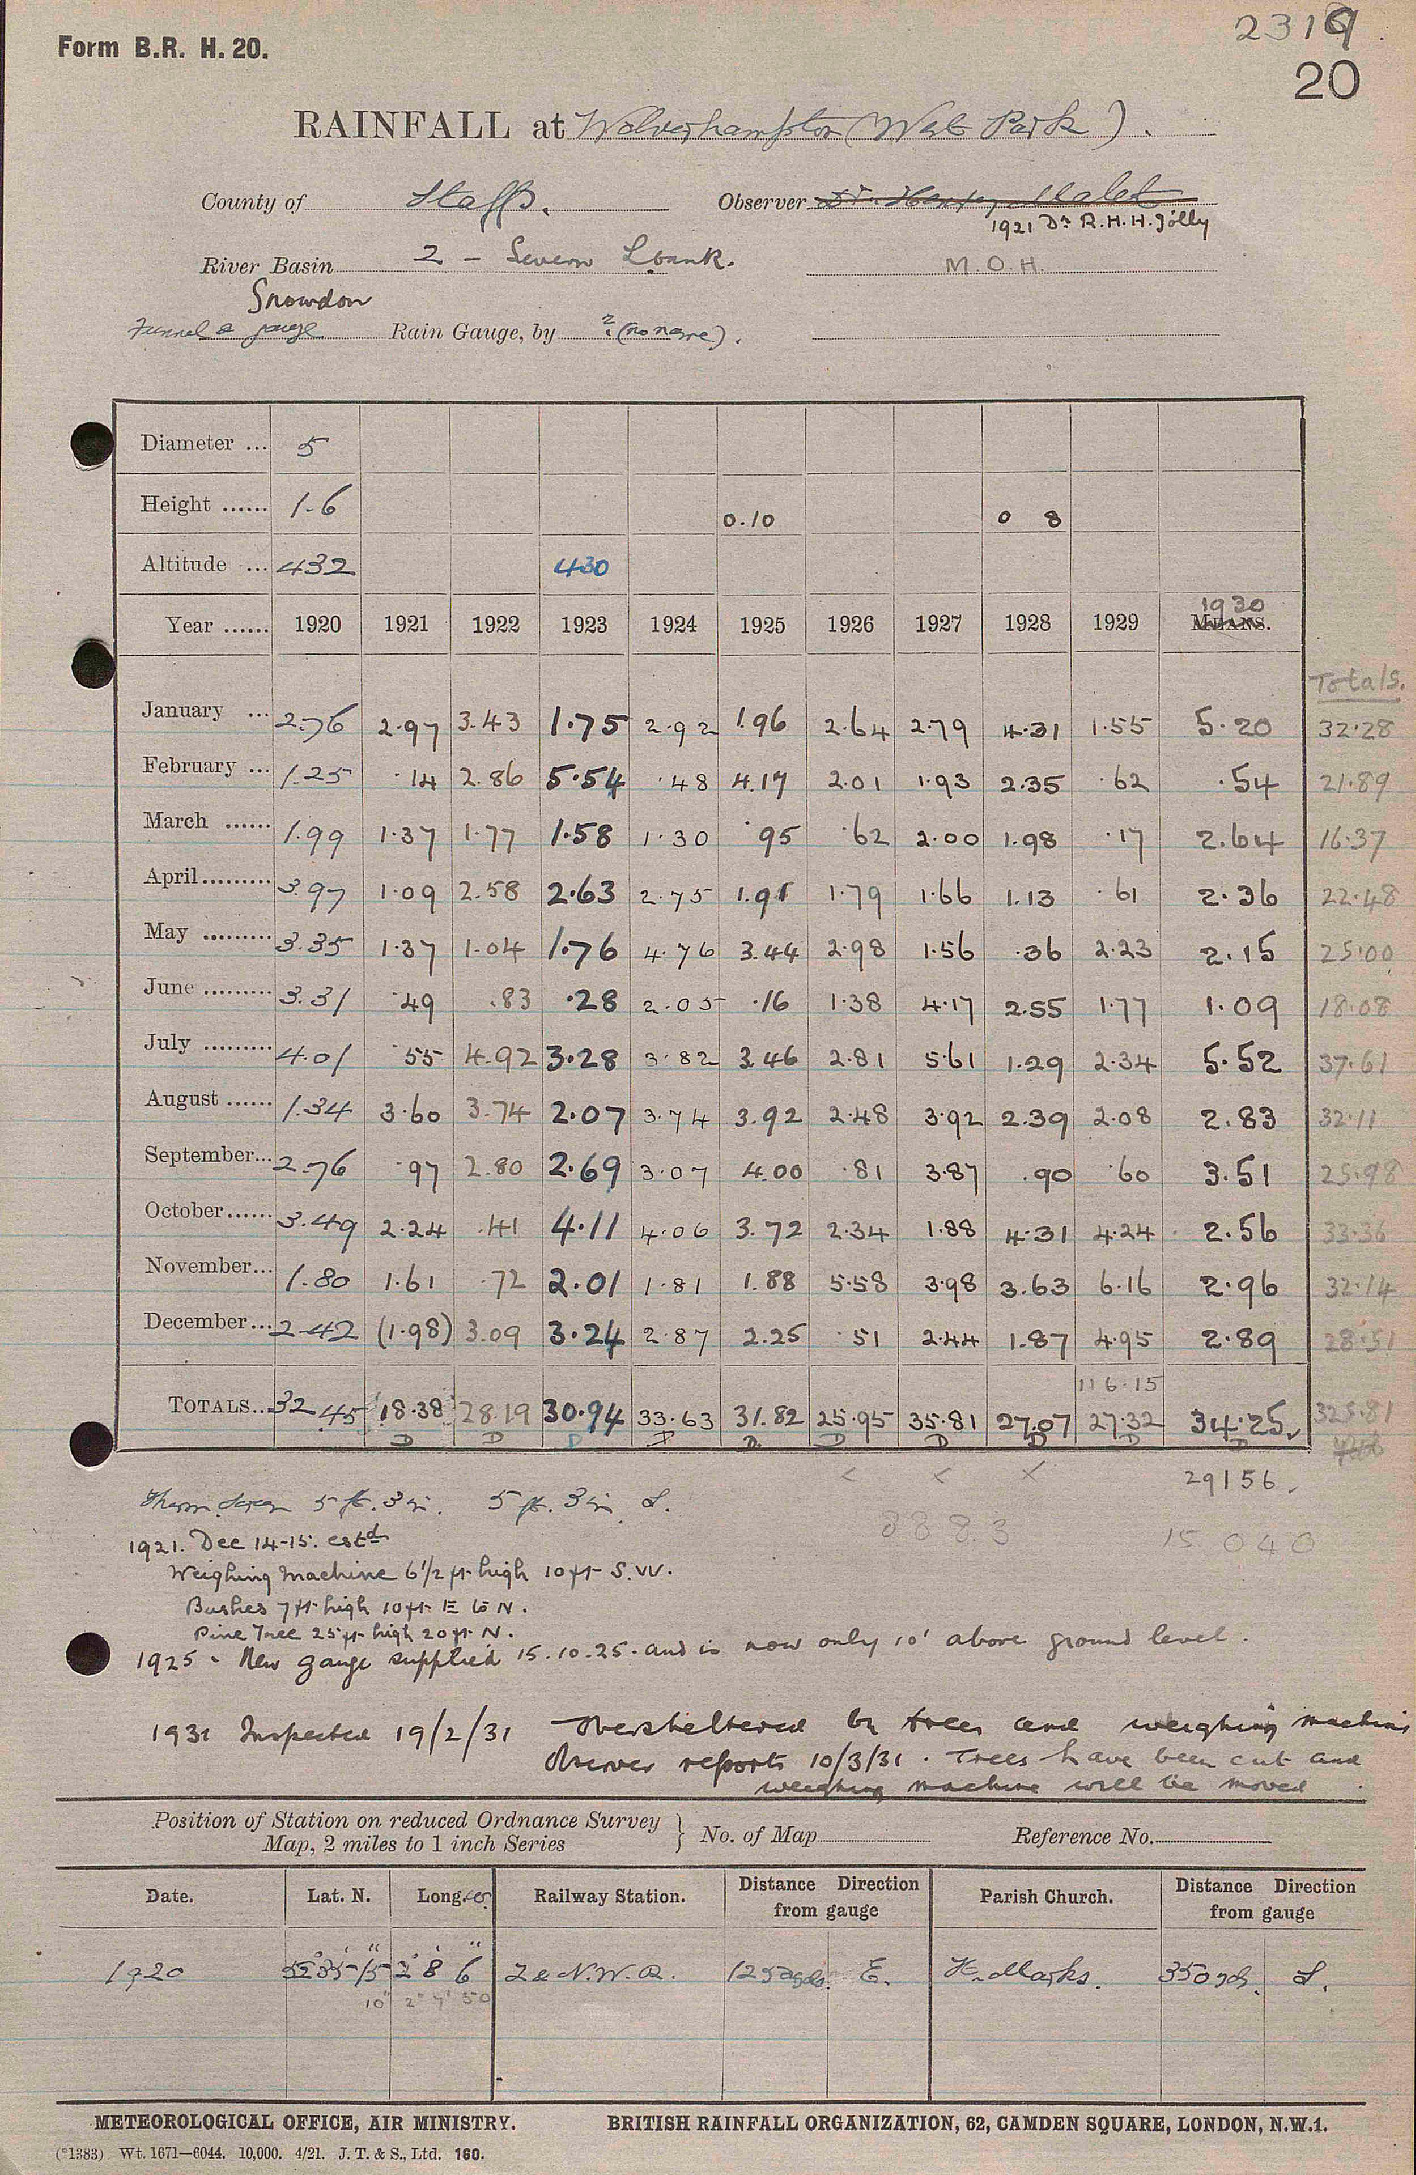 Form B.R. H. 20.
2319
20
RAINFALL at Wolverhampton (West Park).
County of Staffs. Observer Dr. Henry Malet
1921 Dr R.H.H. Jolly
River Basin 2 - Severn M.O.H.
Snowdon
Funnel & gauge Rain Gauge, by ? (no name).
Diameter ... 5
Height ...... 1.6 0.10 0 8
Altitude ... 432 430
Year ...... 1920 1921 1922 1923 1924 1925 1926 1927 1928 1929 1930 MEANS.
Totals.
January ... 2.76 2.97 3.43 1.75 2.92 1.96 2.64 2.79 4.31 1.55 5.20 32.28
February ... 1.25 .14 2.86 5.54 .48 4.17 2.01 1.93 2.35 .62 .54 21.89
March ...... 1.99 1.37 1.77 1.58 1.30 .95 .62 2.00 1.98 .17 2.64 16.37
April ......... 3.97 1.09 2.58 2.63 2.75 1.91 1.79 1.66 1.13 .61 2.36 22.48
May ......... 3.35 1.37 1.04 1.76 4.76 3.44 2.98 1.56 .36 2.23 2.15 25.00
June ......... 3.31 .49 .83 .28 2.05 .16 1.38 4.17 2.55 1.77 1.09 18.08
July ......... 4.01 .55 4.92 3.28 3.82 3.46 2.81 5.61 1.29 2.34 5.52 37.61
August ...... 1.34 3.60 3.74 2.07 3.74 3.92 2.48 3.92 2.39 2.08 2.83 32.11
September... 2.76 .97 2.80 2.69 3.07 4.00 .81 3.87 .90 .60 3.51 25.98
October...... 3.49 2.24 .41 4.11 4.06 3.72 2.34 1.88 4.31 4.24 2.56 33.36
November... 1.80 1.61 .72 2.01 1.81 1.88 5.58 3.98 3.63 6.16 2.96 32.14
December... 2.42 (1.98) 3.09 3.24 2.87 2.25 .51 2.44 1.87 4.95 2.89 28.51
116.15
TOTALS... 32.45 18.38 28.19 30.94 33.63 31.82 25.95 35.81 27.07 27.32 34.25 325.81
D D D D D D D D D D
29156.
Therm. Screen 5 ft. 3 in. 5 ft. 3 in S.
8883 15 040
1921. Dec 14-15. estd
Weighing Machine 6 1/2 ft high 10 ft S.W.
Bushes 7 ft high 10 ft E to N.
Pine Tree 25 ft high 20 ft N.
1925. New gauge supplied 15.10.25. and is now only 10' above ground level.
1931 Inspected 19/2/31 Oversheltered by trees and weighing machine
Observer reports 10/3/31. Trees have been cut and
weighing machine will be moved
Position of Station on reduced Ordnance Survey
Map, 2 miles to 1 inch Series } No. of Map Reference No.
Date. Lat. N. Long. W. Railway Station. Distance Direction from gauge Parish Church. Distance Direction from gauge
1920 52° 35' 15" 2° 8' 6" L & N.W.R. 1252 yds. E. St. Marks. 350 yds. S.
10" 2° 7' 50
METEOROLOGICAL OFFICE, AIR MINISTRY. BRITISH RAINFALL ORGANIZATION, 62, CAMDEN SQUARE, LONDON, N.W.1.
(*1383) Wt. 1671—6044. 10,000. 4/21. J. T. & S., Ltd. 160.